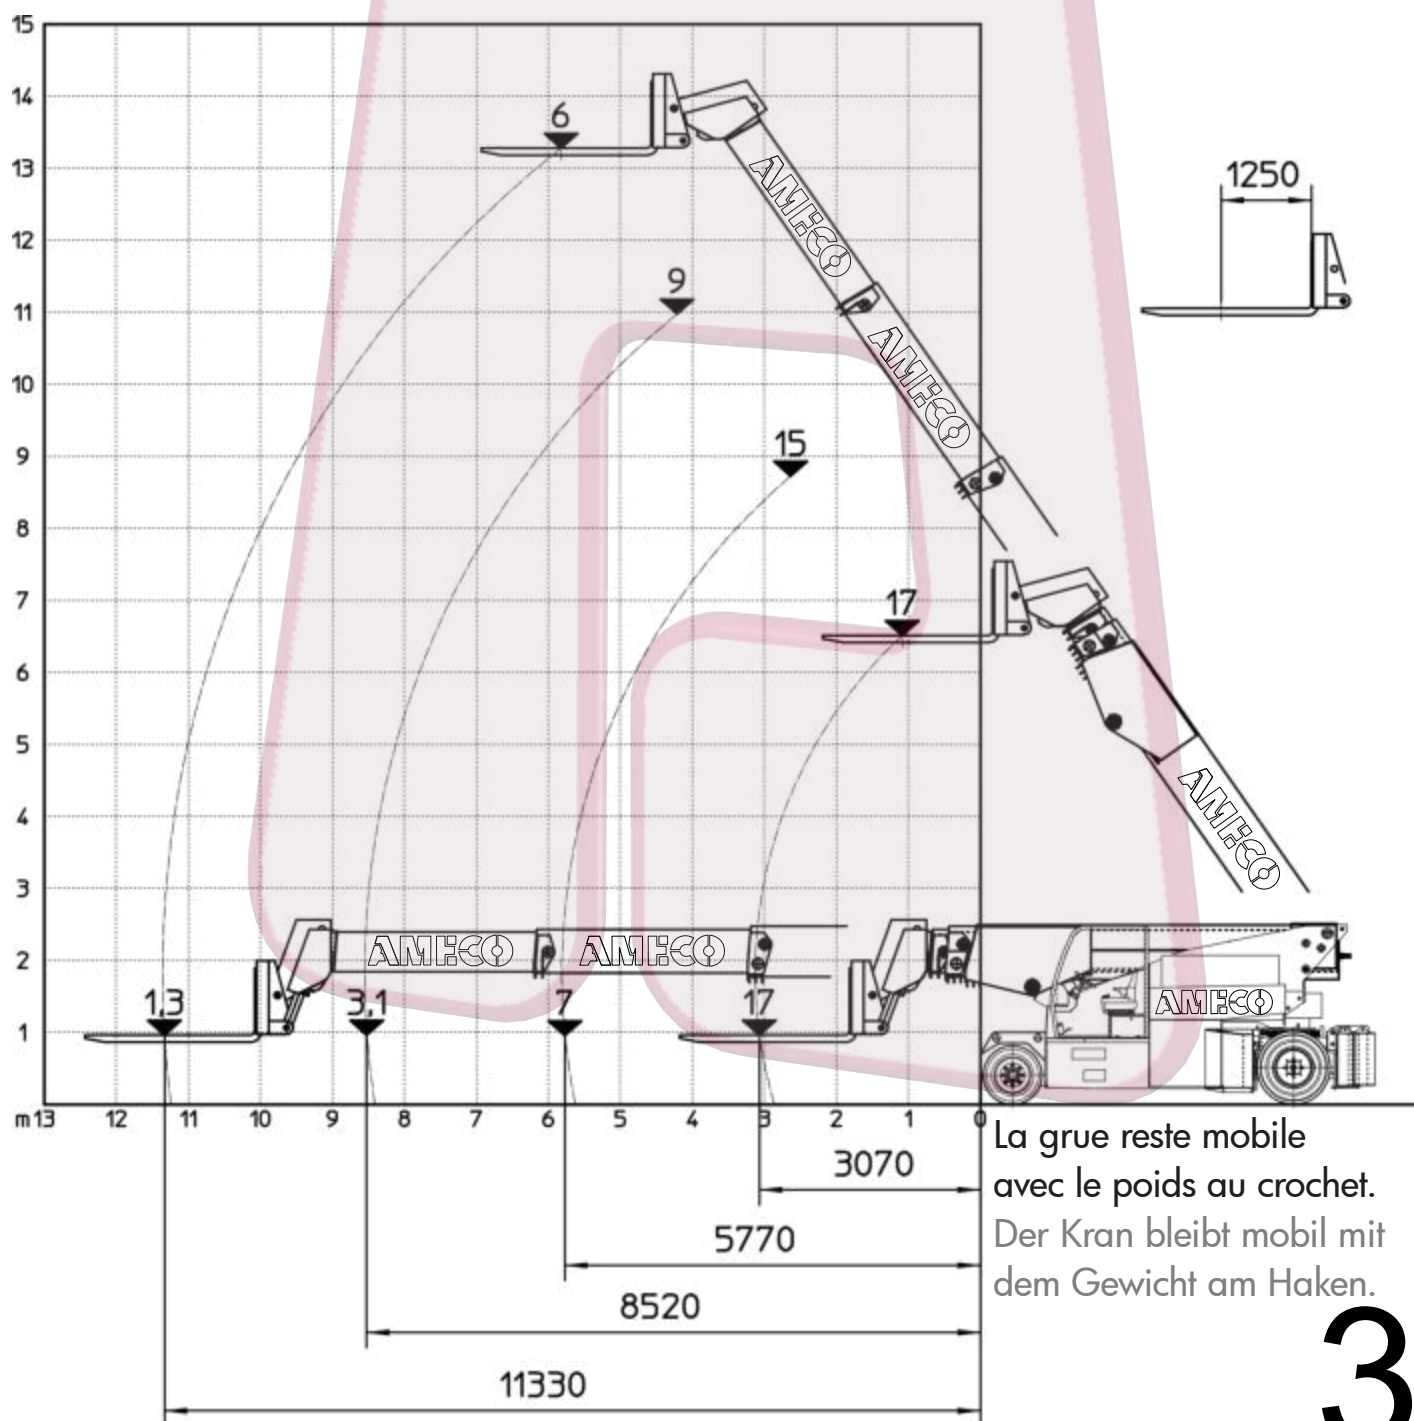 15
14
6
13
1250
12
9
11
10
15
9
8
17
7
6
5
4
3
2
1,3
3,1
7
17
1
m 13 12 11 10 9 8 7 6 5 4 3 2 1 0
AMECO
AMECO
AMECO
AMECO
AMECO
AMECO
3070
5770
8520
11330
La grue reste mobile
avec le poids au crochet.
Der Kran bleibt mobil mit
dem Gewicht am Haken.
3